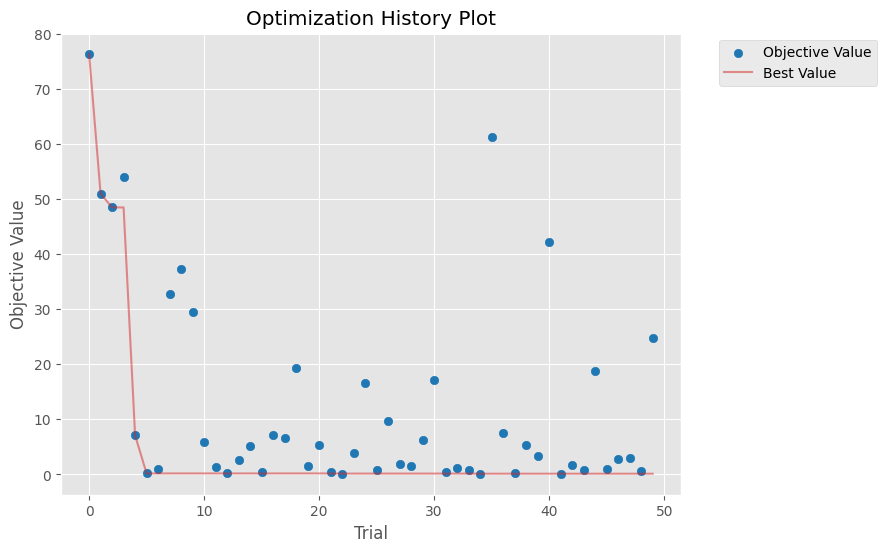 Optimization History Plot
Objective Value
Best Value
Objective Value
80
70
60
50
40
30
20
10
0
0 10 20 30 40 50
Trial